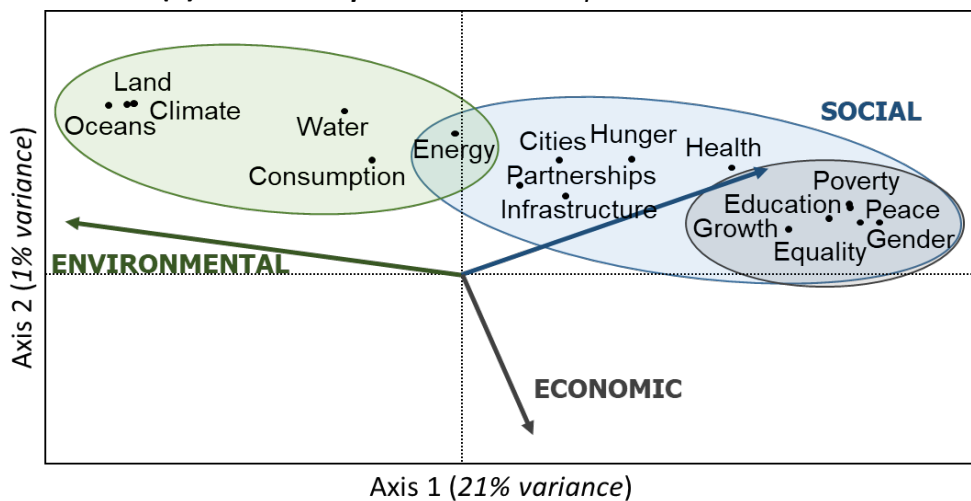 Land
Oceans
Climate
Water
Consumption
Energy
Cities
Hunger
Partnerships
Infrastructure
Health
SOCIAL
Poverty
Education
Peace
Growth
Gender
Equality
ENVIRONMENTAL
ECONOMIC
Axis 2 (1% variance)
Axis 1 (21% variance)